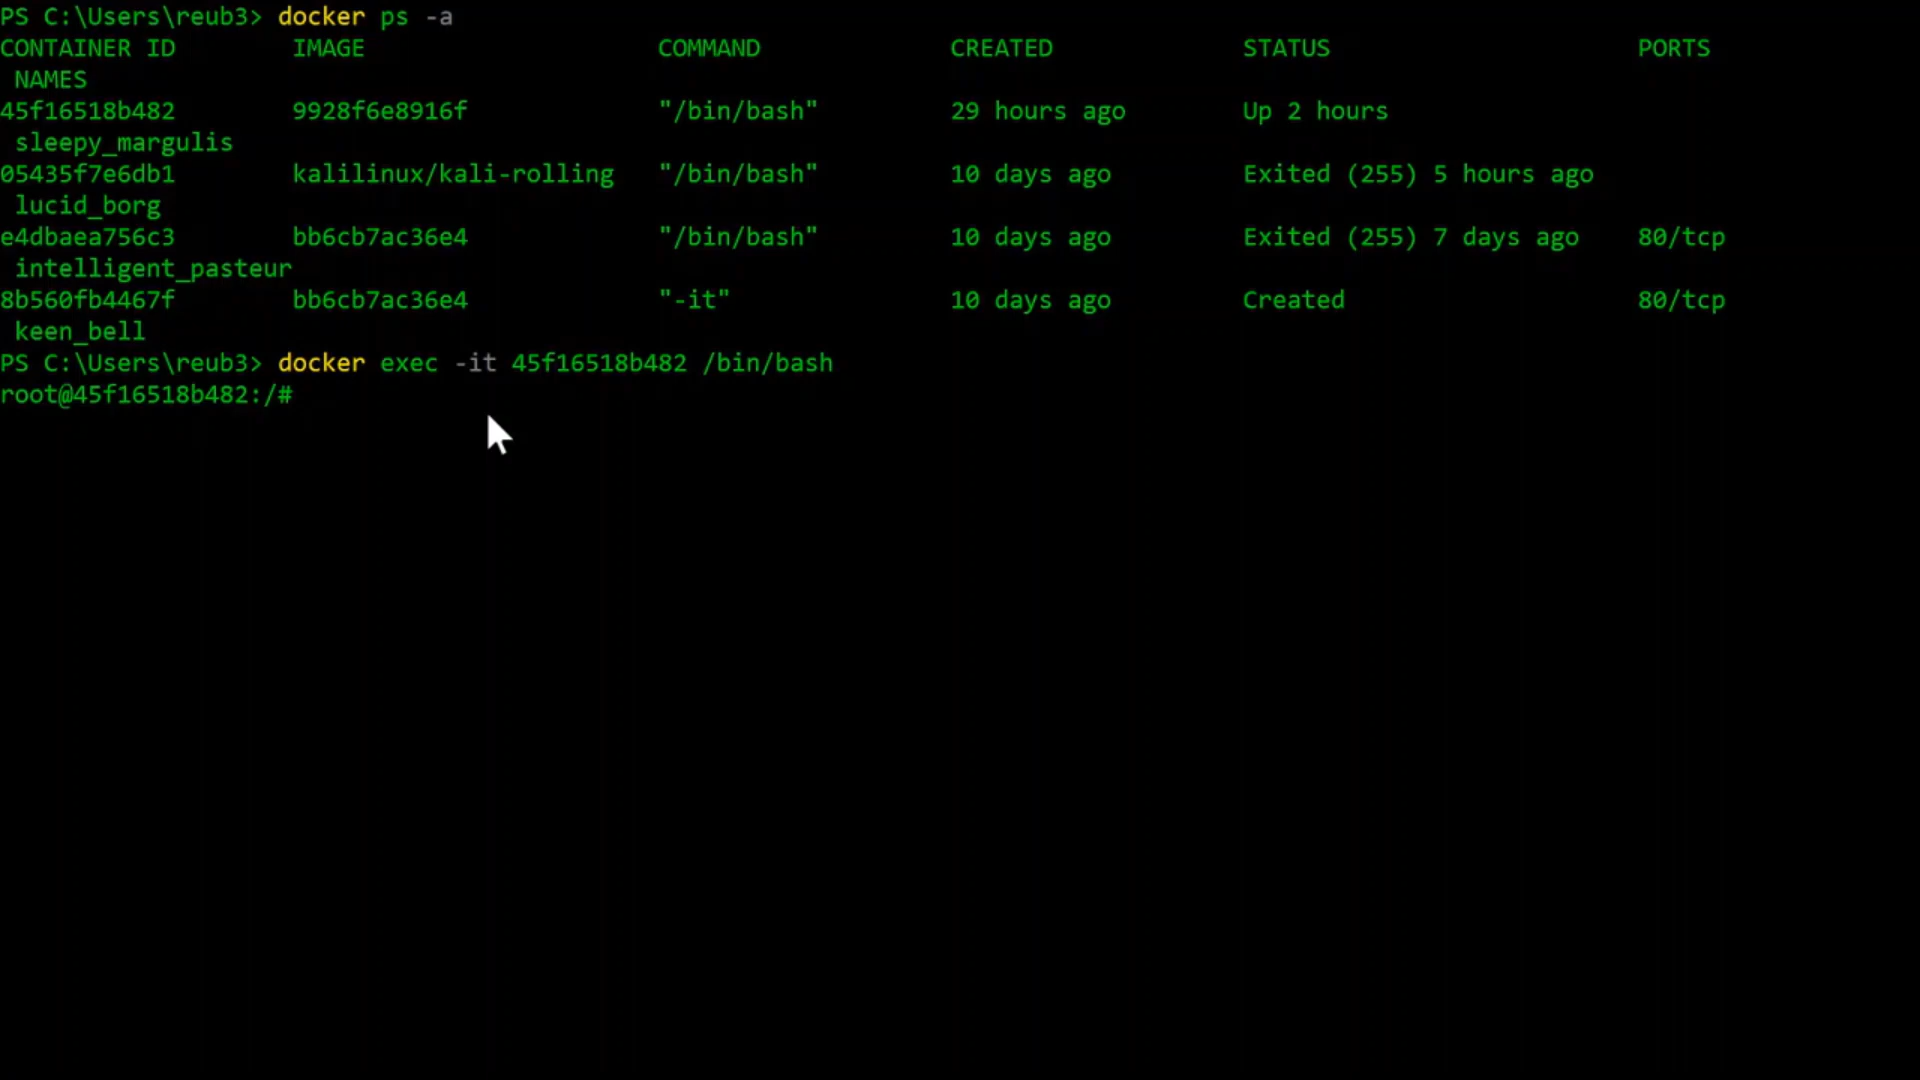 PS C:\Users\reub3> docker ps -a
CONTAINER ID        IMAGE                    COMMAND             CREATED             STATUS                     PORTS
 NAMES
45f16518b482        9928f6e8916f             "/bin/bash"         29 hours ago        Up 2 hours
 sleepy_margulis
05435f7e6db1        kalilinux/kali-rolling   "/bin/bash"         10 days ago         Exited (255) 5 hours ago
 lucid_borg
e4dbaea756c3        bb6cb7ac36e4             "/bin/bash"         10 days ago         Exited (255) 7 days ago    80/tcp
 intelligent_pasteur
8b560fb4467f        bb6cb7ac36e4             "-it"               10 days ago         Created                    80/tcp
 keen_bell
PS C:\Users\reub3> docker exec -it 45f16518b482 /bin/bash
root@45f16518b482:/#